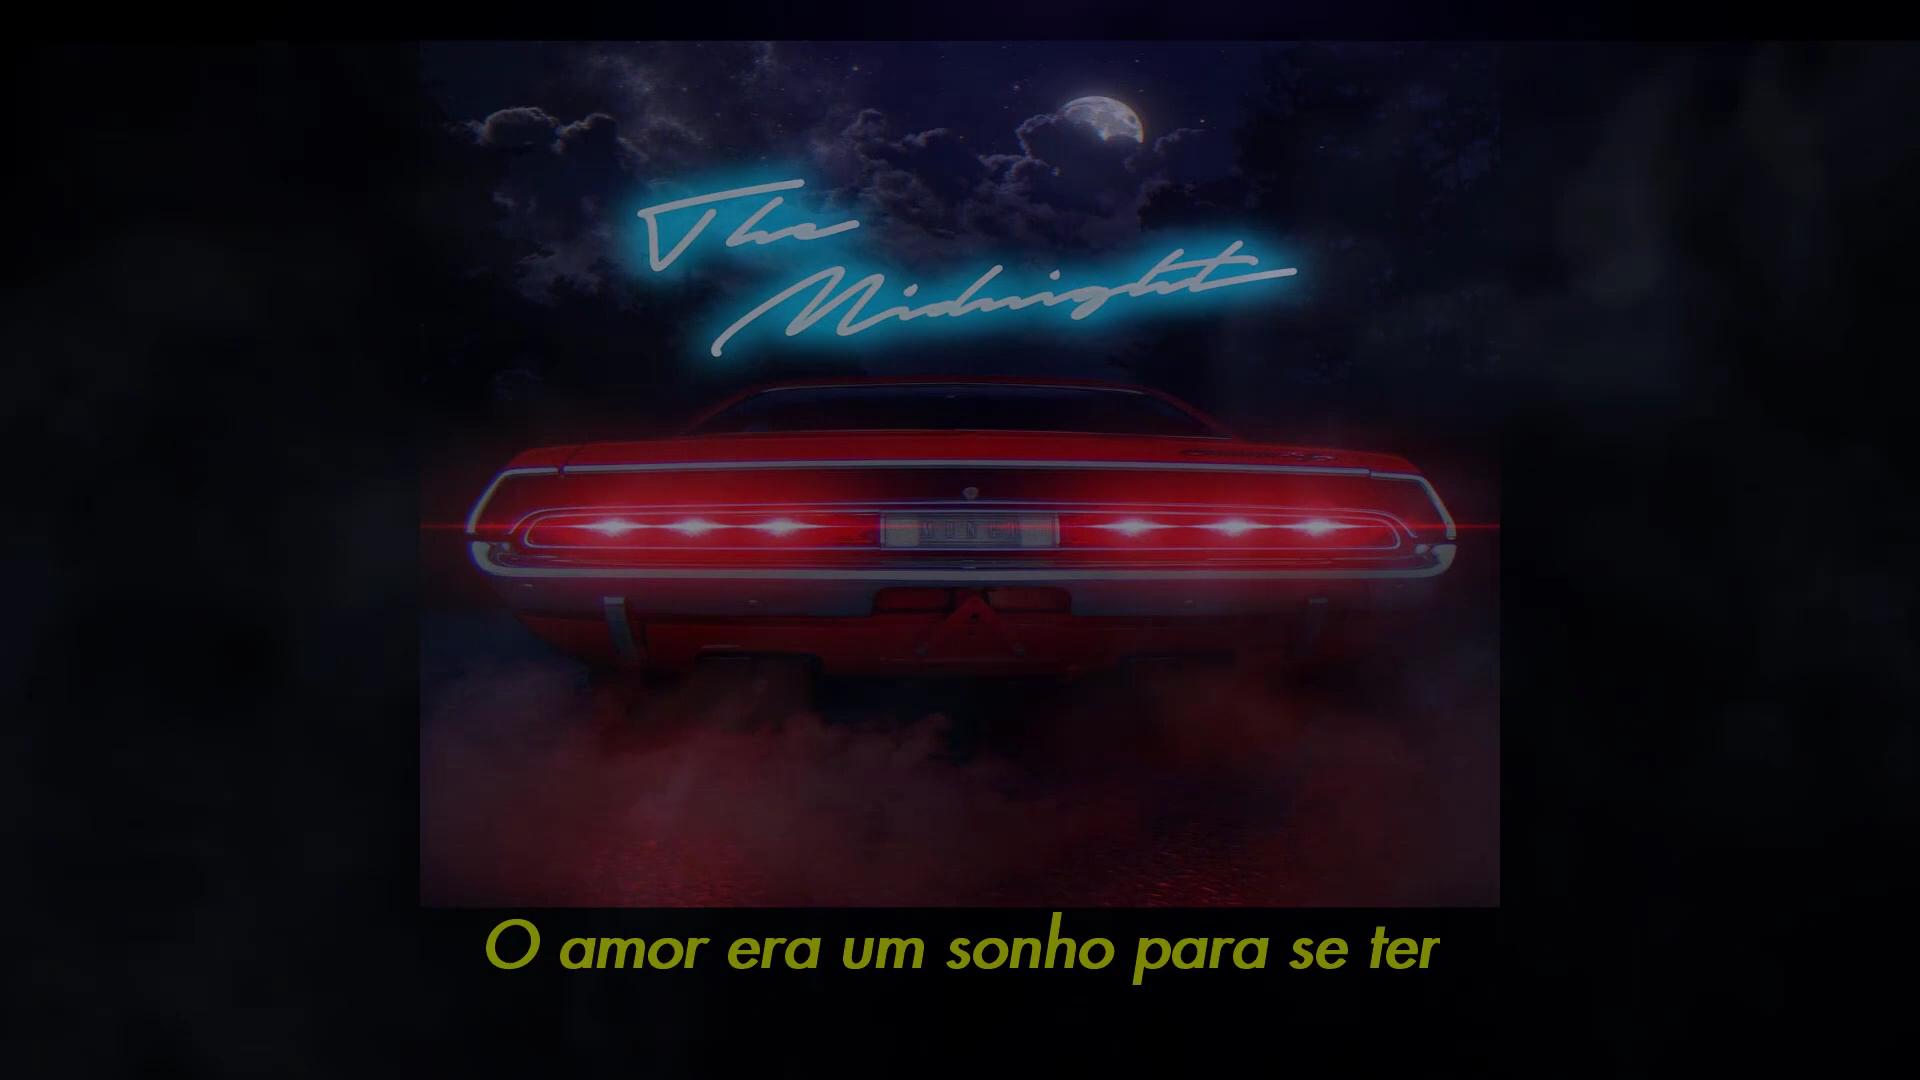 The
Midnight
O amor era um sonho para se ter